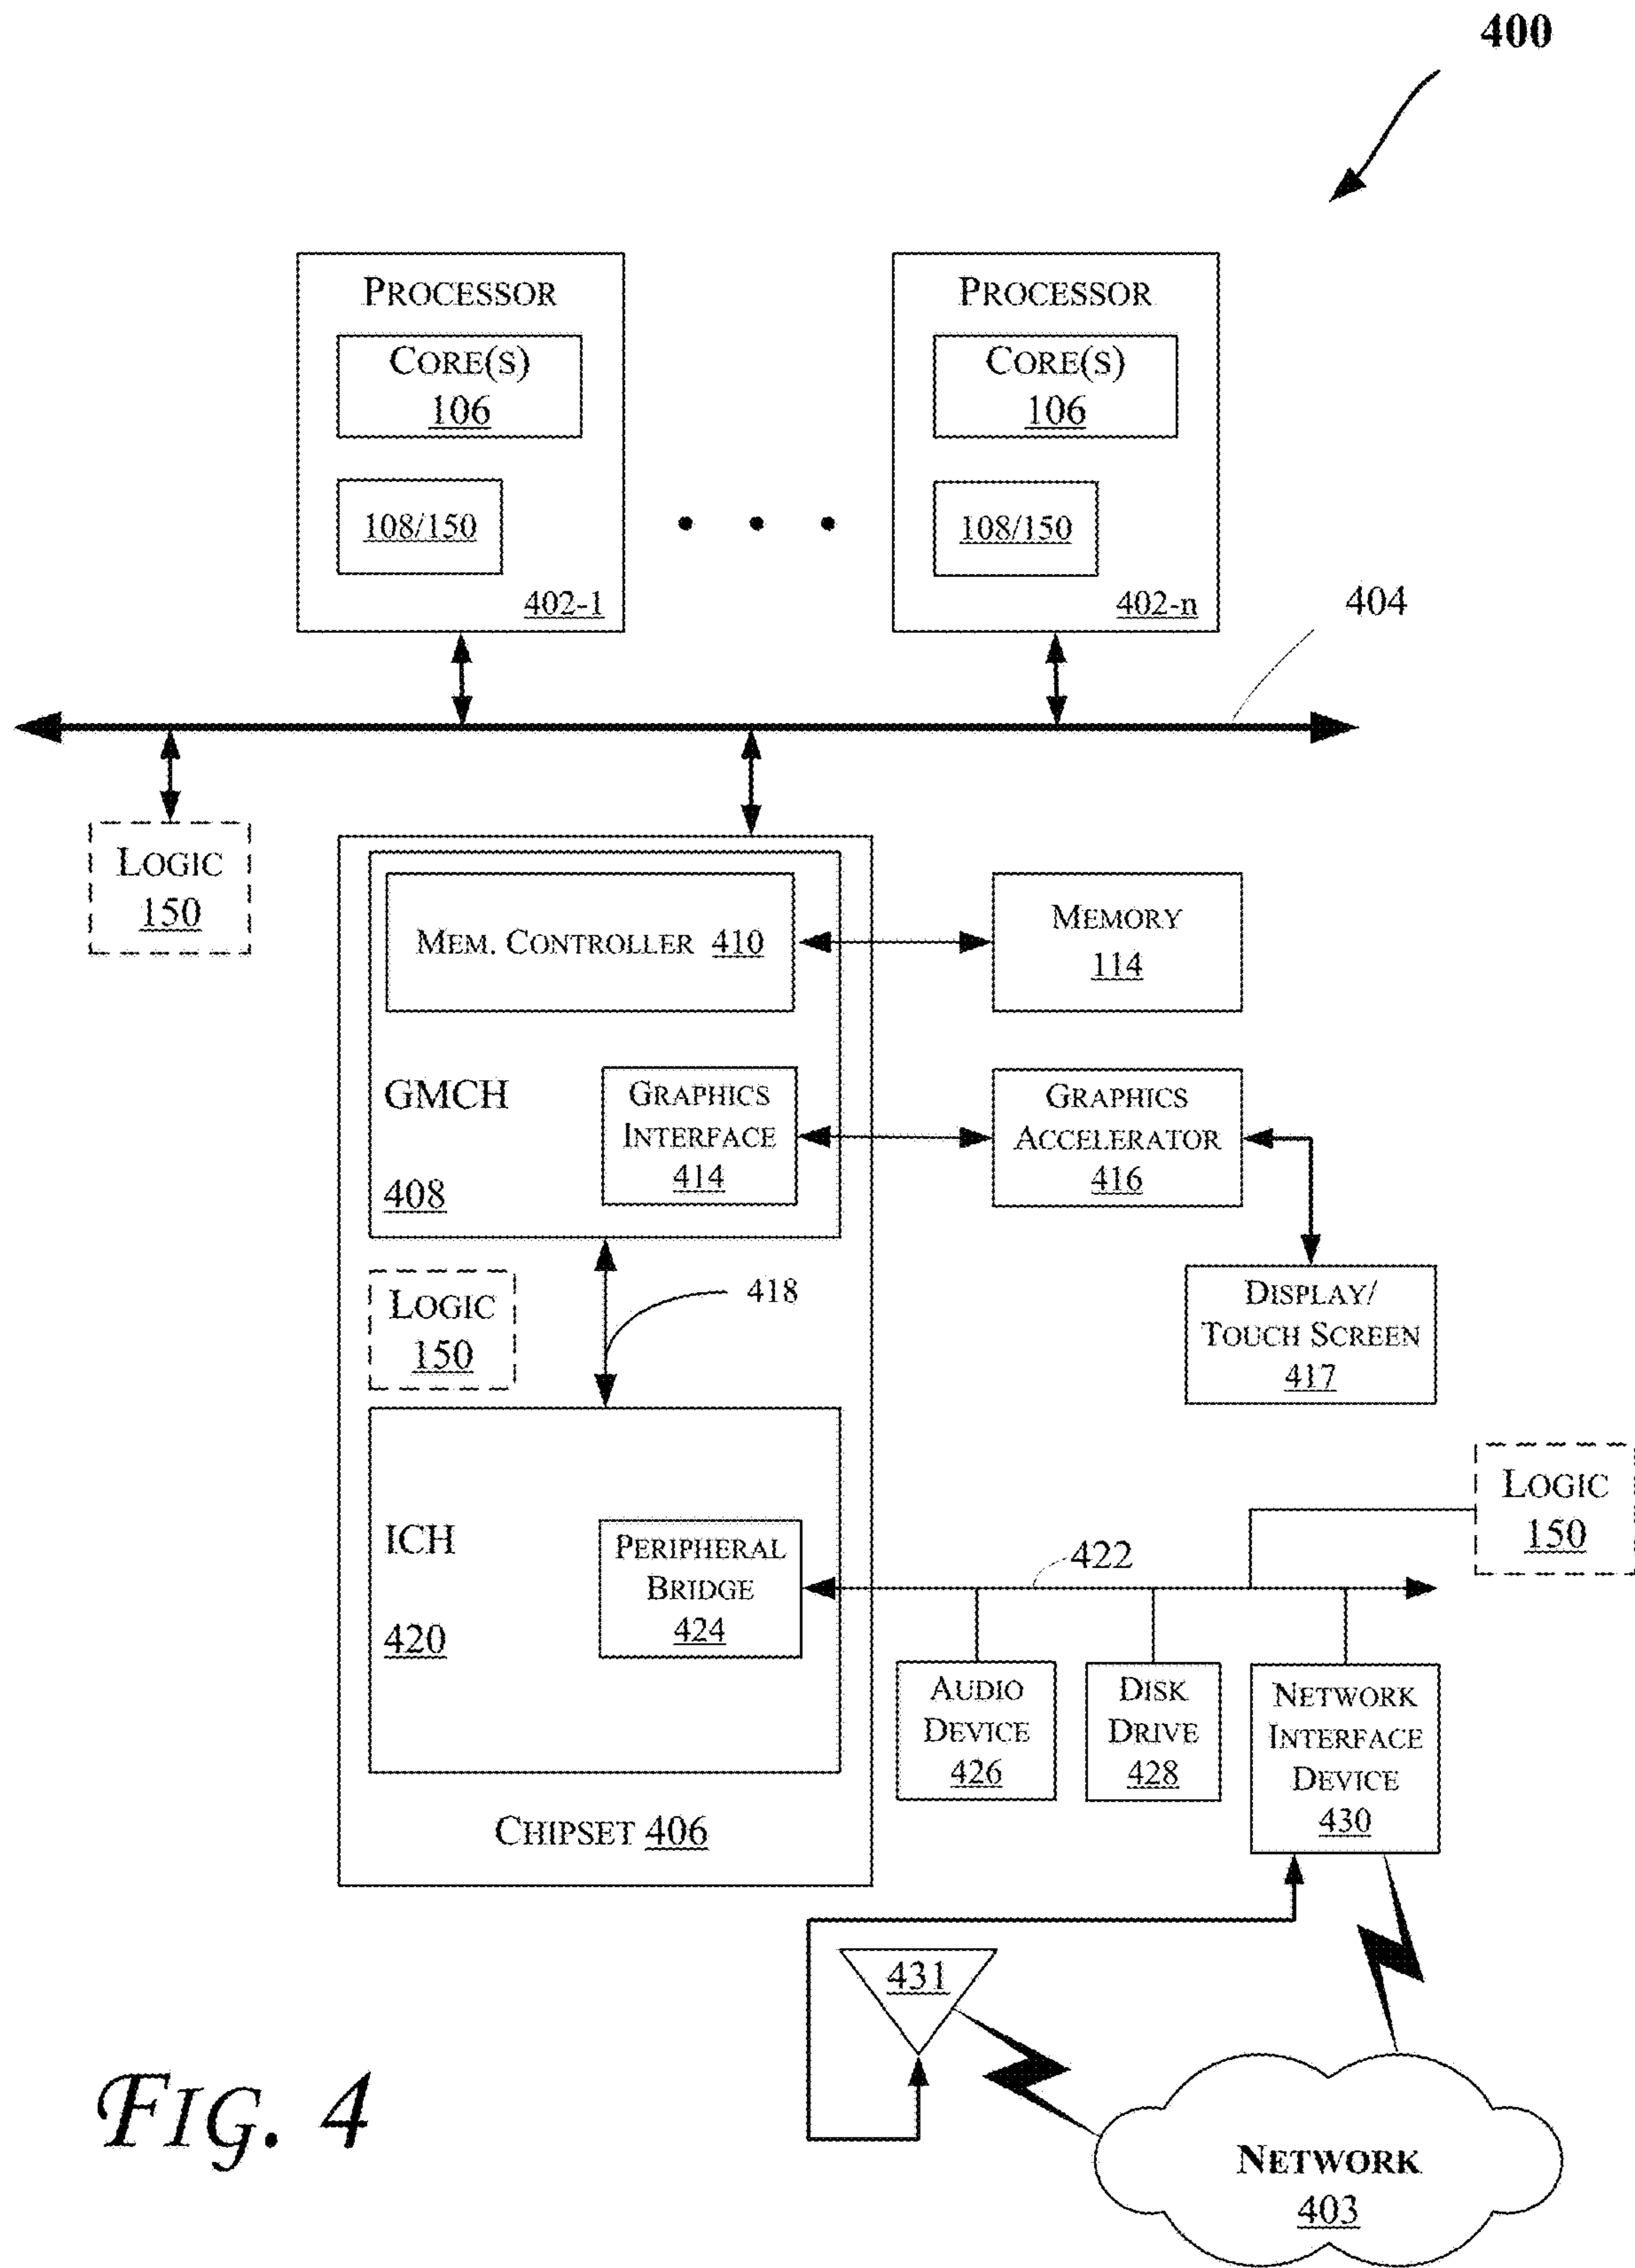 400
PROCESSOR
CORE(S)
106
108/150
402-1
PROCESSOR
CORE(S)
106
108/150
402-n
404
LOGIC
150
MEM. CONTROLLER 410
MEMORY
114
GMCH
408
GRAPHICS
INTERFACE
414
GRAPHICS
ACCELERATOR
416
LOGIC
150
418
DISPLAY/
TOUCH SCREEN
417
LOGIC
150
ICH
420
PERIPHERAL
BRIDGE
424
422
AUDIO
DEVICE
426
DISK
DRIVE
428
NETWORK
INTERFACE
DEVICE
430
CHIPSET 406
431
NETWORK
403
FIG. 4